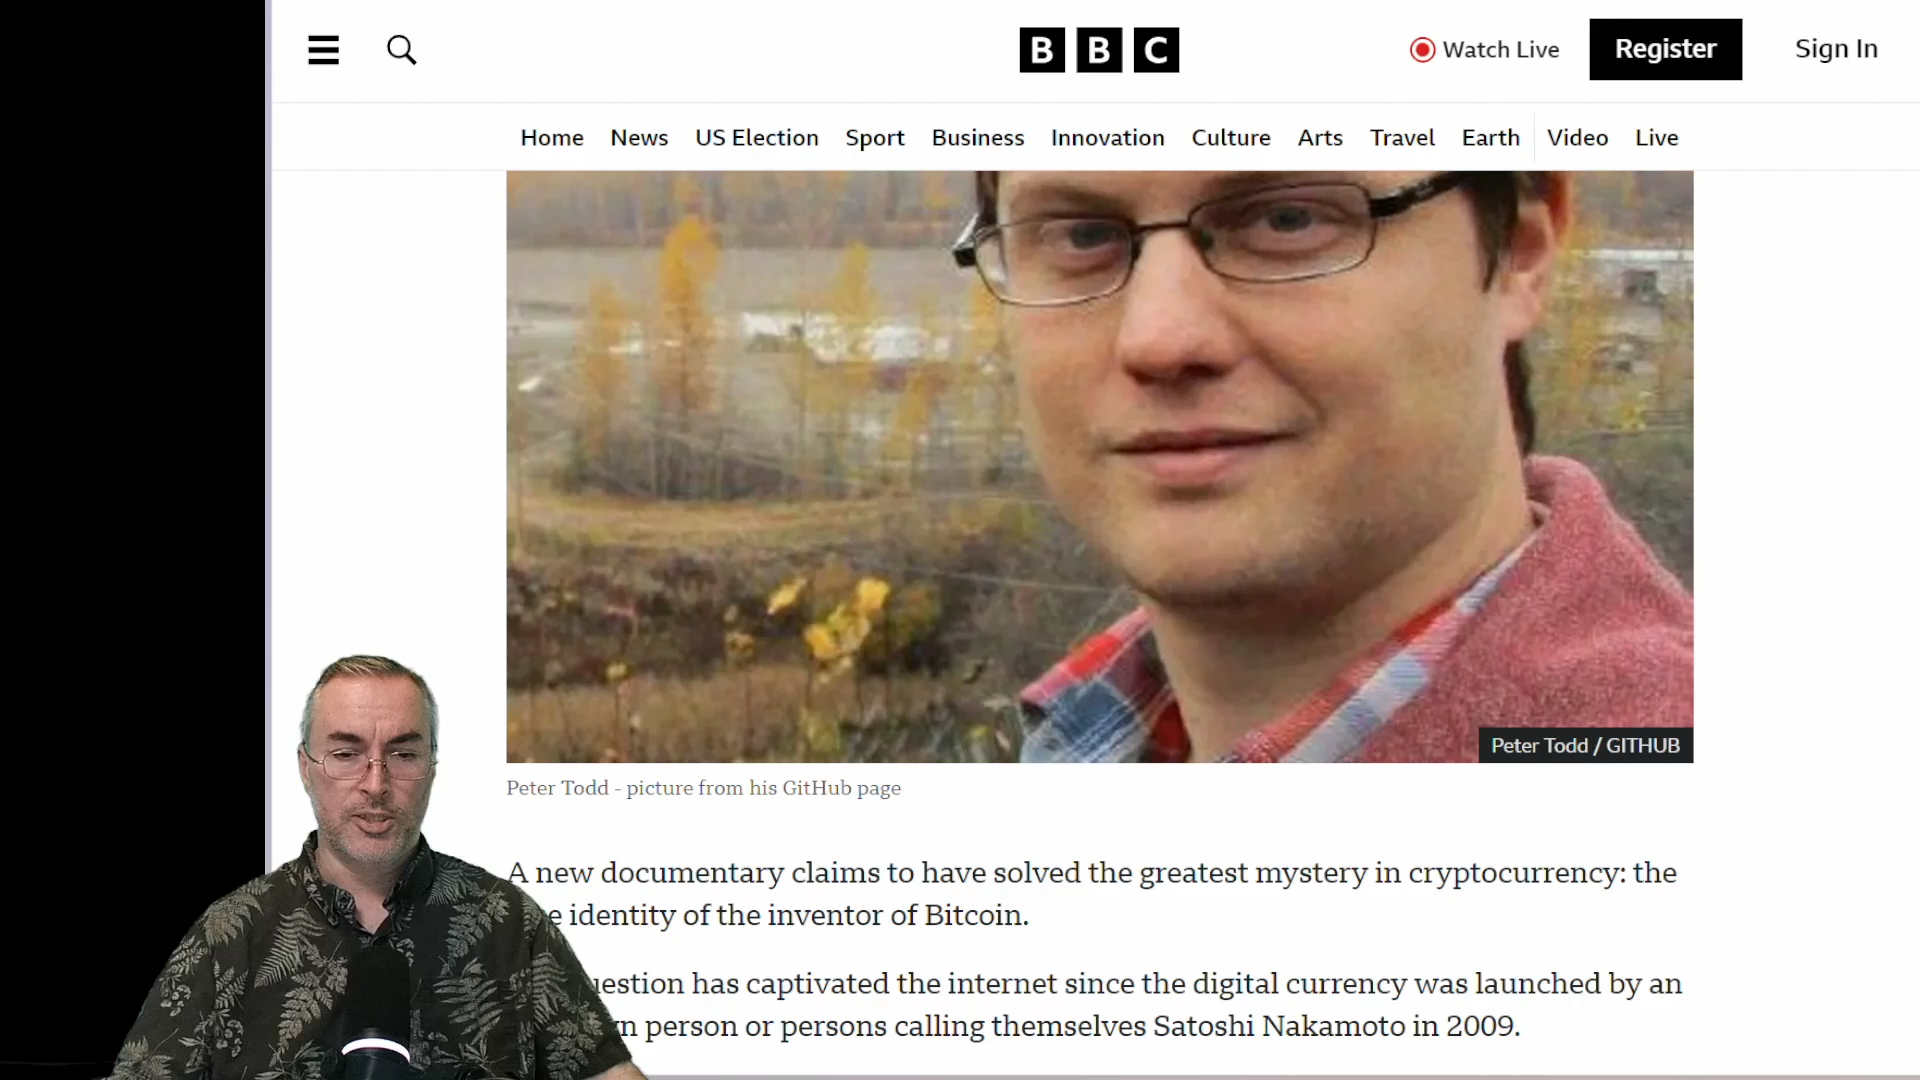 BBC
Watch Live
Register
Sign In
Home News US Election Sport Business Innovation Culture Arts Travel Earth Video Live
Peter Todd / GITHUB
Peter Todd - picture from his GitHub page
A new documentary claims to have solved the greatest mystery in cryptocurrency: the
identity of the inventor of Bitcoin.
has captivated the internet since the digital currency was launched by an
person or persons calling themselves Satoshi Nakamoto in 2009.